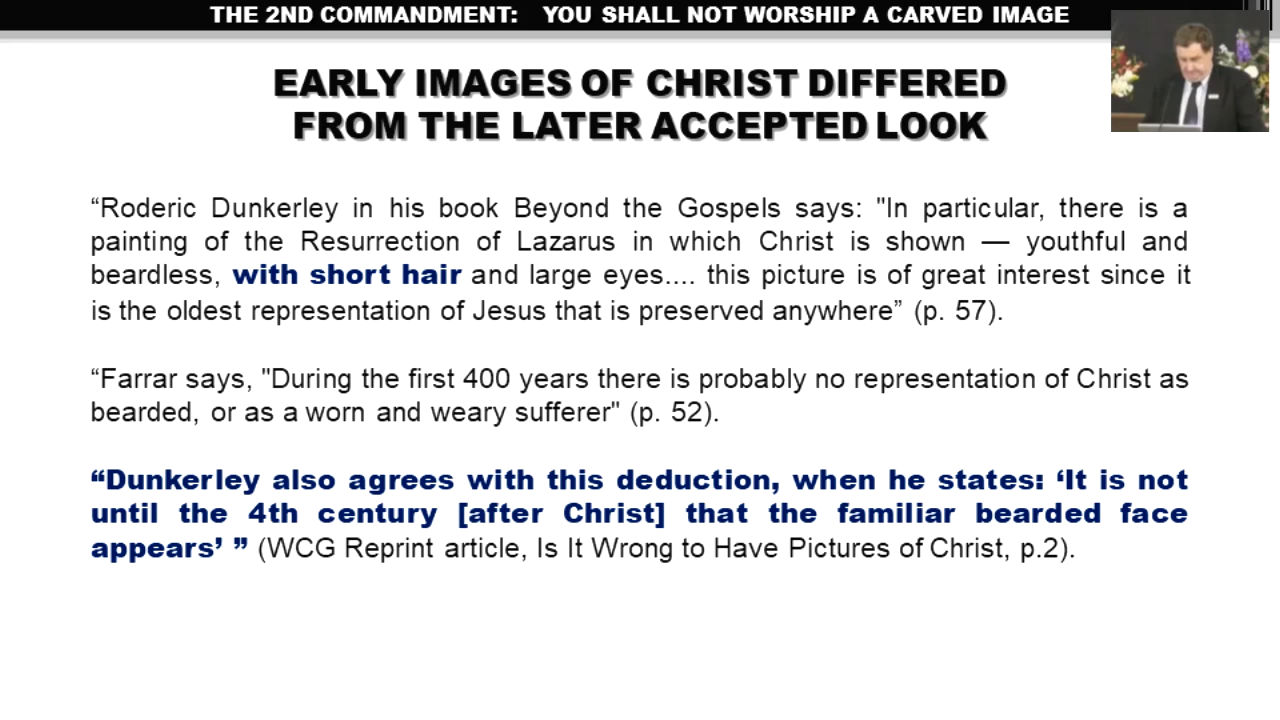 THE 2ND COMMANDMENT: YOU SHALL NOT WORSHIP A CARVED IMAGE
EARLY IMAGES OF CHRIST DIFFERED
FROM THE LATER ACCEPTED LOOK
“Roderic Dunkerley in his book Beyond the Gospels says: "In particular, there is a
painting of the Resurrection of Lazarus in which Christ is shown — youthful and
beardless, with short hair and large eyes.... this picture is of great interest since it
is the oldest representation of Jesus that is preserved anywhere” (p. 57).
“Farrar says, "During the first 400 years there is probably no representation of Christ as
bearded, or as a worn and weary sufferer" (p. 52).
“Dunkerley also agrees with this deduction, when he states: ‘It is not
until the 4th century [after Christ] that the familiar bearded face
appears’ ” (WCG Reprint article, Is It Wrong to Have Pictures of Christ, p.2).